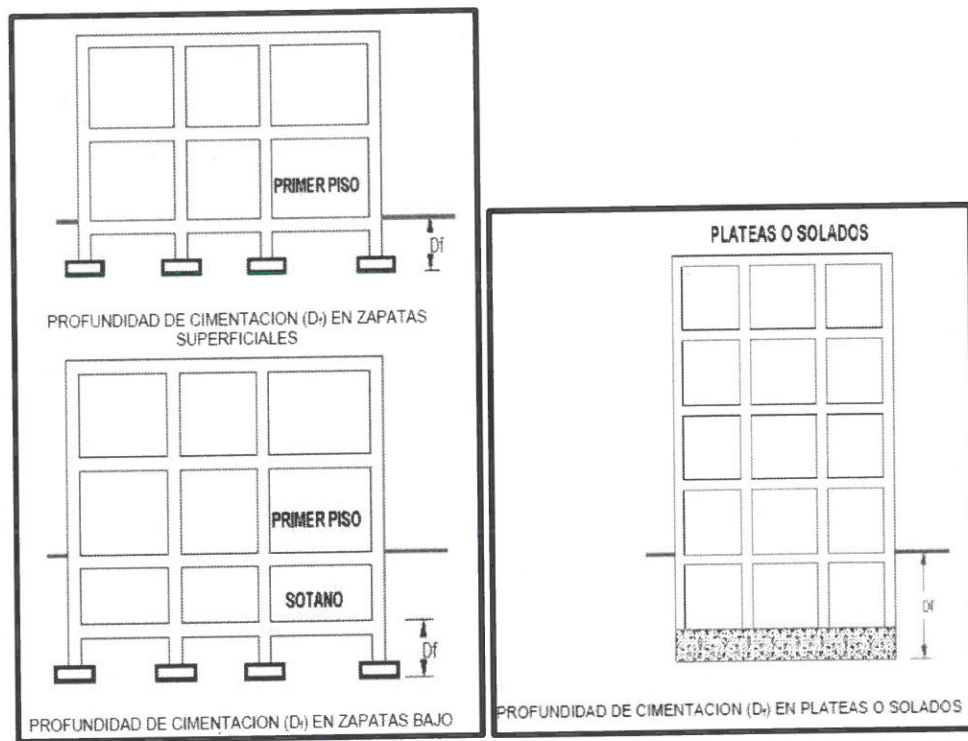 PRIMER PISO
Df
PROFUNDIDAD DE CIMENTACION (Df) EN ZAPATAS
SUPERFICIALES
PRIMER PISO
SOTANO
Df
PROFUNDIDAD DE CIMENTACION (Df) EN ZAPATAS BAJO
PLATEAS O SOLADOS
Df
PROFUNDIDAD DE CIMENTACION (Df) EN PLATEAS O SOLADOS